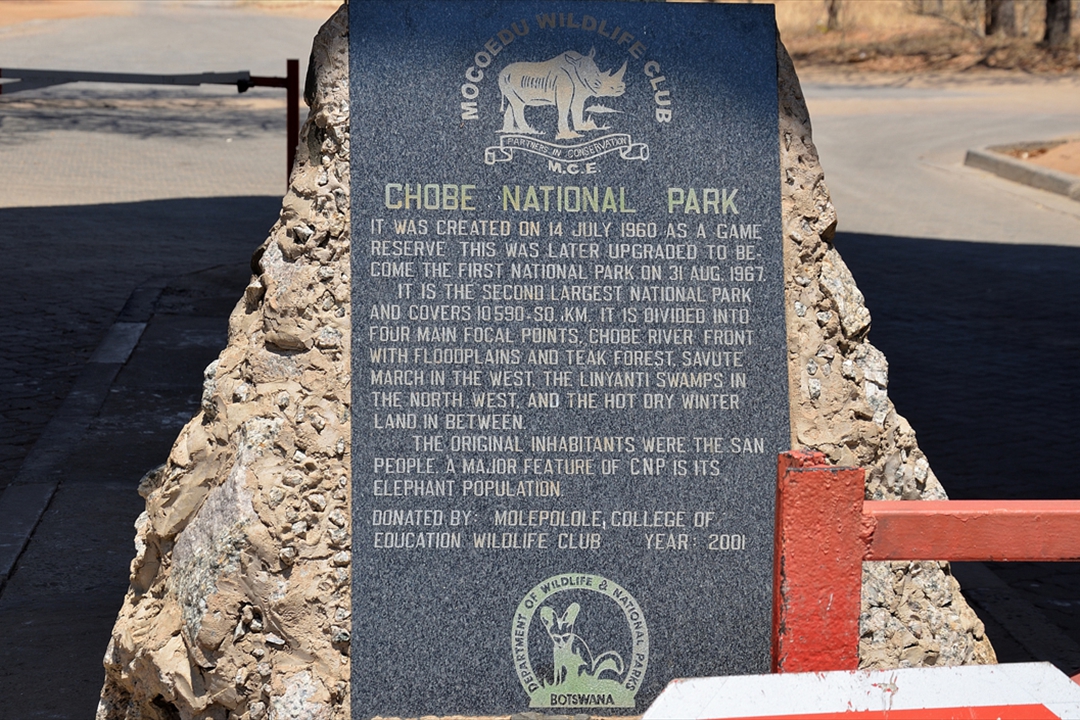 MOCOEDU WILDLIFE CLUB
PARTNERS IN CONSERVATION
M.C.E.
CHOBE NATIONAL PARK
IT WAS CREATED ON 14 JULY 1960 AS A GAME
RESERVE. THIS WAS LATER UPGRADED TO BE-
COME THE FIRST NATIONAL PARK ON 31 AUG. 1967.
IT IS THE SECOND LARGEST NATIONAL PARK
AND COVERS 10590-SQ.KM. IT IS DIVIDED INTO
FOUR MAIN FOCAL POINTS, CHOBE RIVER FRONT
WITH FLOODPLAINS AND TEAK FOREST, SAVUTE
MARCH IN THE WEST, THE LINYANTI SWAMPS IN
THE NORTH WEST, AND THE HOT DRY WINTER
LAND IN BETWEEN.
THE ORIGINAL INHABITANTS WERE THE SAN
PEOPLE. A MAJOR FEATURE OF CNP IS ITS
ELEPHANT POPULATION.
DONATED BY: MOLEPOLOLE, COLLEGE OF
EDUCATION WILDLIFE CLUB YEAR: 2001
DEPARTMENT OF WILDLIFE & NATIONAL PARKS
BOTSWANA